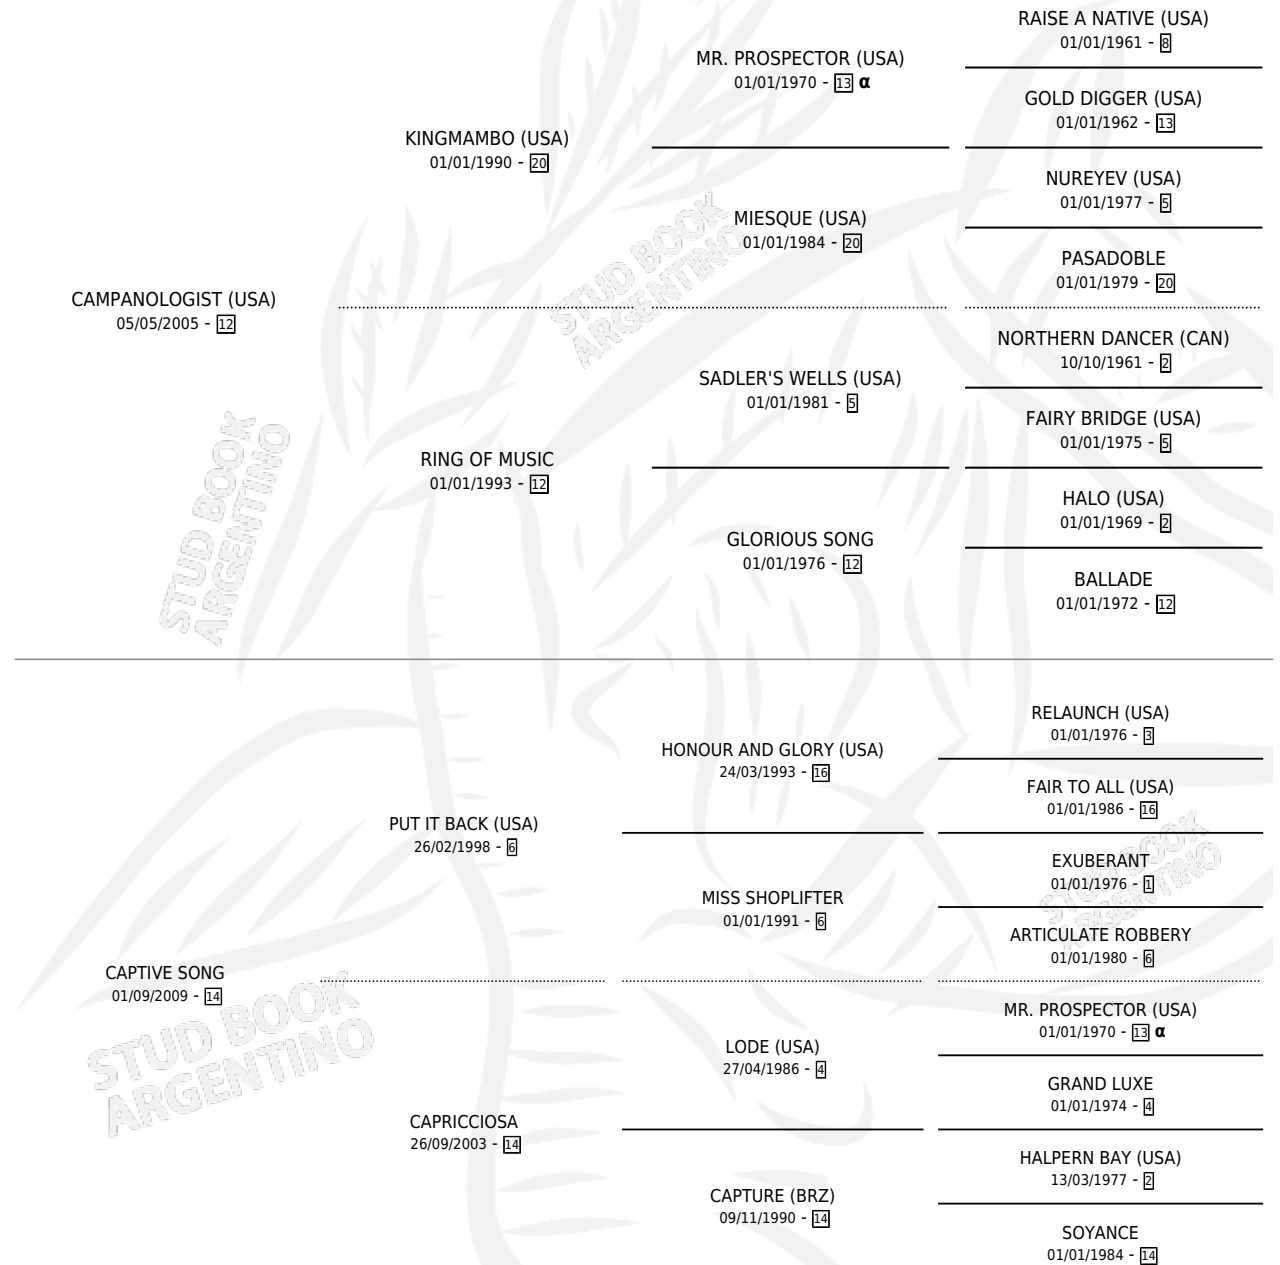 RAISE A NATIVE (USA)
01/01/1961 - 8
MR. PROSPECTOR (USA)
01/01/1970 - 13 α
GOLD DIGGER (USA)
01/01/1962 - 13
KINGMAMBO (USA)
01/01/1990 - 20
NUREYEV (USA)
01/01/1977 - 5
MIESQUE (USA)
01/01/1984 - 20
PASADOBLE
01/01/1979 - 20
CAMPANOLOGIST (USA)
05/05/2005 - 12
NORTHERN DANCER (CAN)
10/10/1961 - 2
SADLER'S WELLS (USA)
01/01/1981 - 5
FAIRY BRIDGE (USA)
01/01/1975 - 5
RING OF MUSIC
01/01/1993 - 12
HALO (USA)
01/01/1969 - 2
GLORIOUS SONG
01/01/1976 - 12
BALLADE
01/01/1972 - 12
RELAUNCH (USA)
01/01/1976 - 3
HONOUR AND GLORY (USA)
24/03/1993 - 16
FAIR TO ALL (USA)
01/01/1986 - 16
PUT IT BACK (USA)
26/02/1998 - 6
EXUBERANT
01/01/1976 - 1
MISS SHOPLIFTER
01/01/1991 - 6
ARTICULATE ROBBERY
01/01/1980 - 6
CAPTIVE SONG
01/09/2009 - 14
MR. PROSPECTOR (USA)
01/01/1970 - 13 α
LODE (USA)
27/04/1986 - 4
GRAND LUXE
01/01/1974 - 4
CAPRICCIOSA
26/09/2003 - 14
HALPERN BAY (USA)
13/03/1977 - 2
CAPTURE (BRZ)
09/11/1990 - 14
SOYANCE
01/01/1984 - 14
STUD BOOK
ARGENTINO
STUD BOOK
ARGENTINO
STUD BOOK
ARGENTINO
STUD BOOK
ARGENTINO